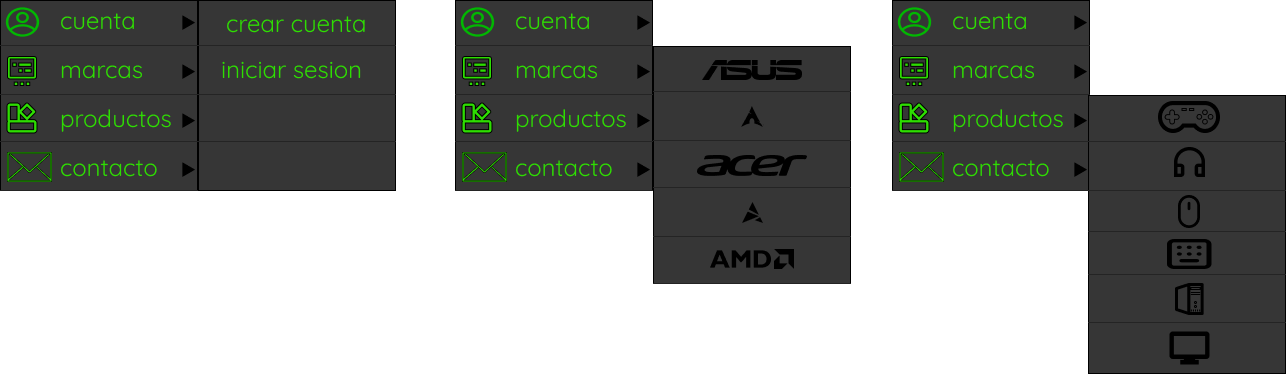 cuenta
marcas
productos
contacto
crear cuenta
iniciar sesion
cuenta
marcas
productos
contacto
ASUS
acer
AMD
cuenta
marcas
productos
contacto